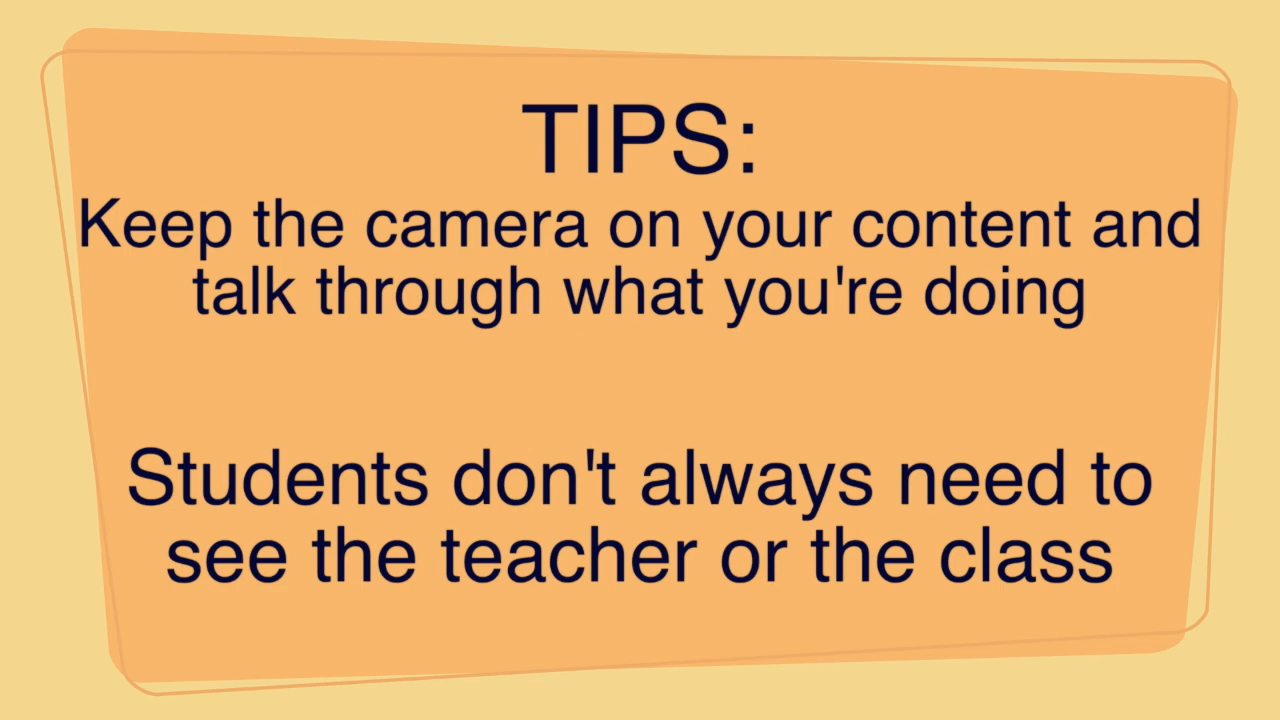 TIPS:
Keep the camera on your content and
talk through what you're doing
Students don't always need to
see the teacher or the class